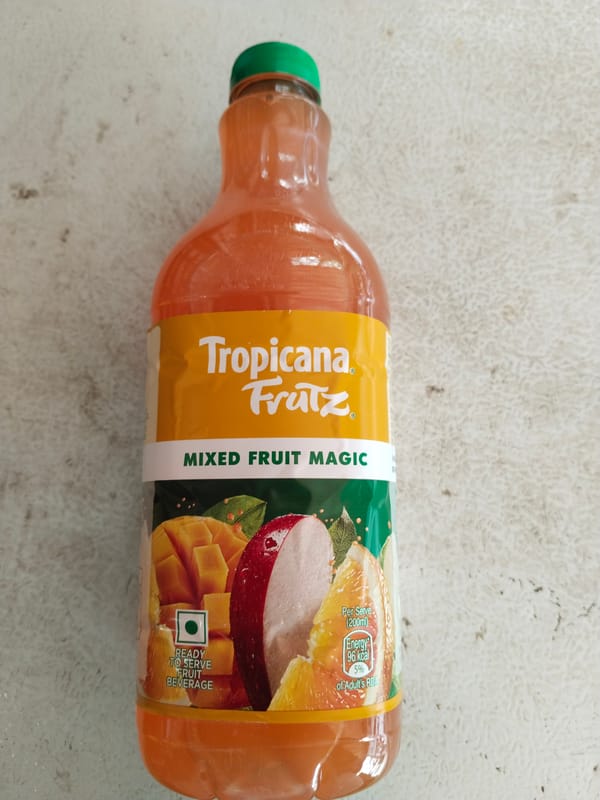 Tropicana®
Frutz®
MIXED FRUIT MAGIC
READY
TO SERVE
FRUIT
BEVERAGE
Per Serve
(200ml)
Energy*
96 kcal
5%
of Adult's